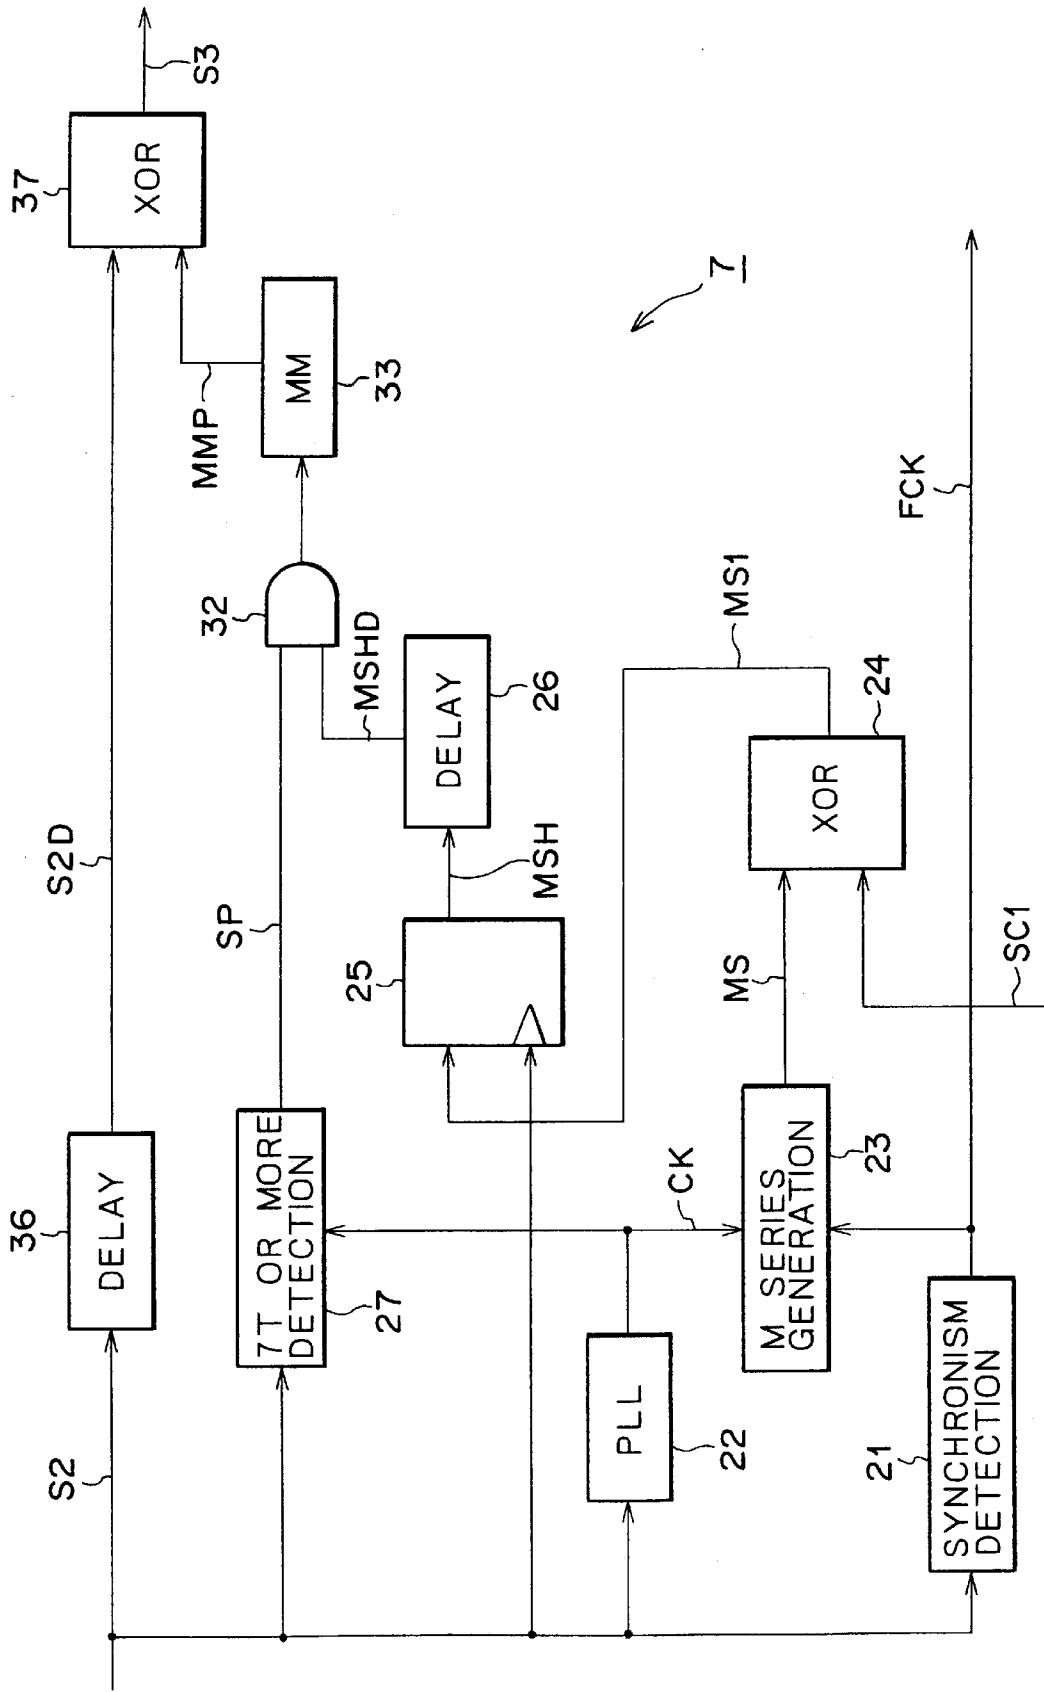 S2
36
DELAY
S2D
37
XOR
S3
7T OR MORE
DETECTION
27
SP
32
MMP
MM
33
25
MSH
DELAY
26
MSHD
7
PLL
22
CK
M SERIES
GENERATION
23
MS
XOR
24
MS1
SC1
21
SYNCHRONISM
DETECTION
FCK